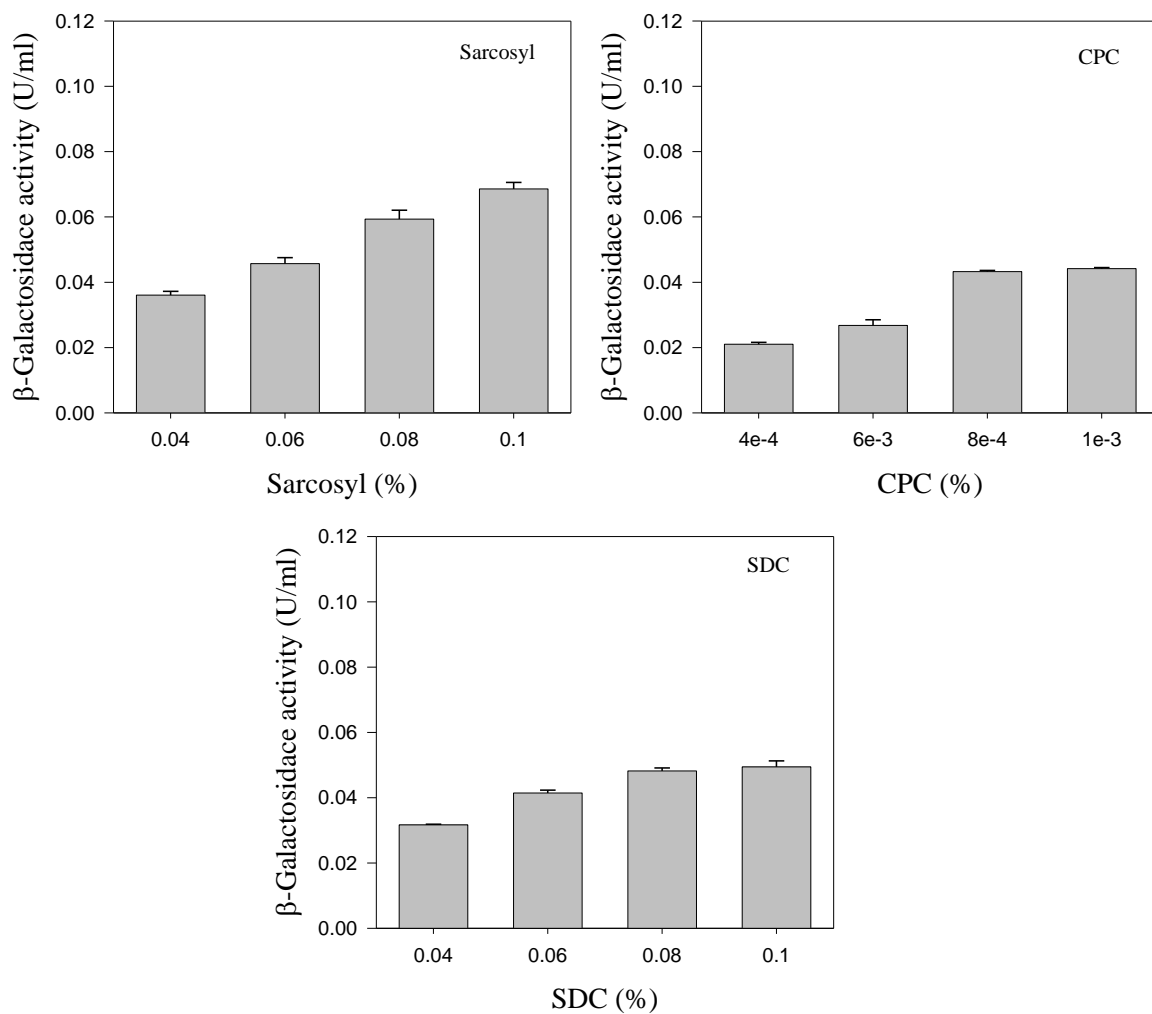 β-Galactosidace activity (U/ml)
0.12
0.10
0.08
0.06
0.04
0.02
0.00
Sarcosyl
0.04 0.06 0.08 0.1
Sarcosyl (%)
β-Galactosidace activity (U/ml)
0.12
0.10
0.08
0.06
0.04
0.02
0.00
CPC
4e-4 6e-3 8e-4 1e-3
CPC (%)
β-Galactosidace activity (U/ml)
0.12
0.10
0.08
0.06
0.04
0.02
0.00
SDC
0.04 0.06 0.08 0.1
SDC (%)